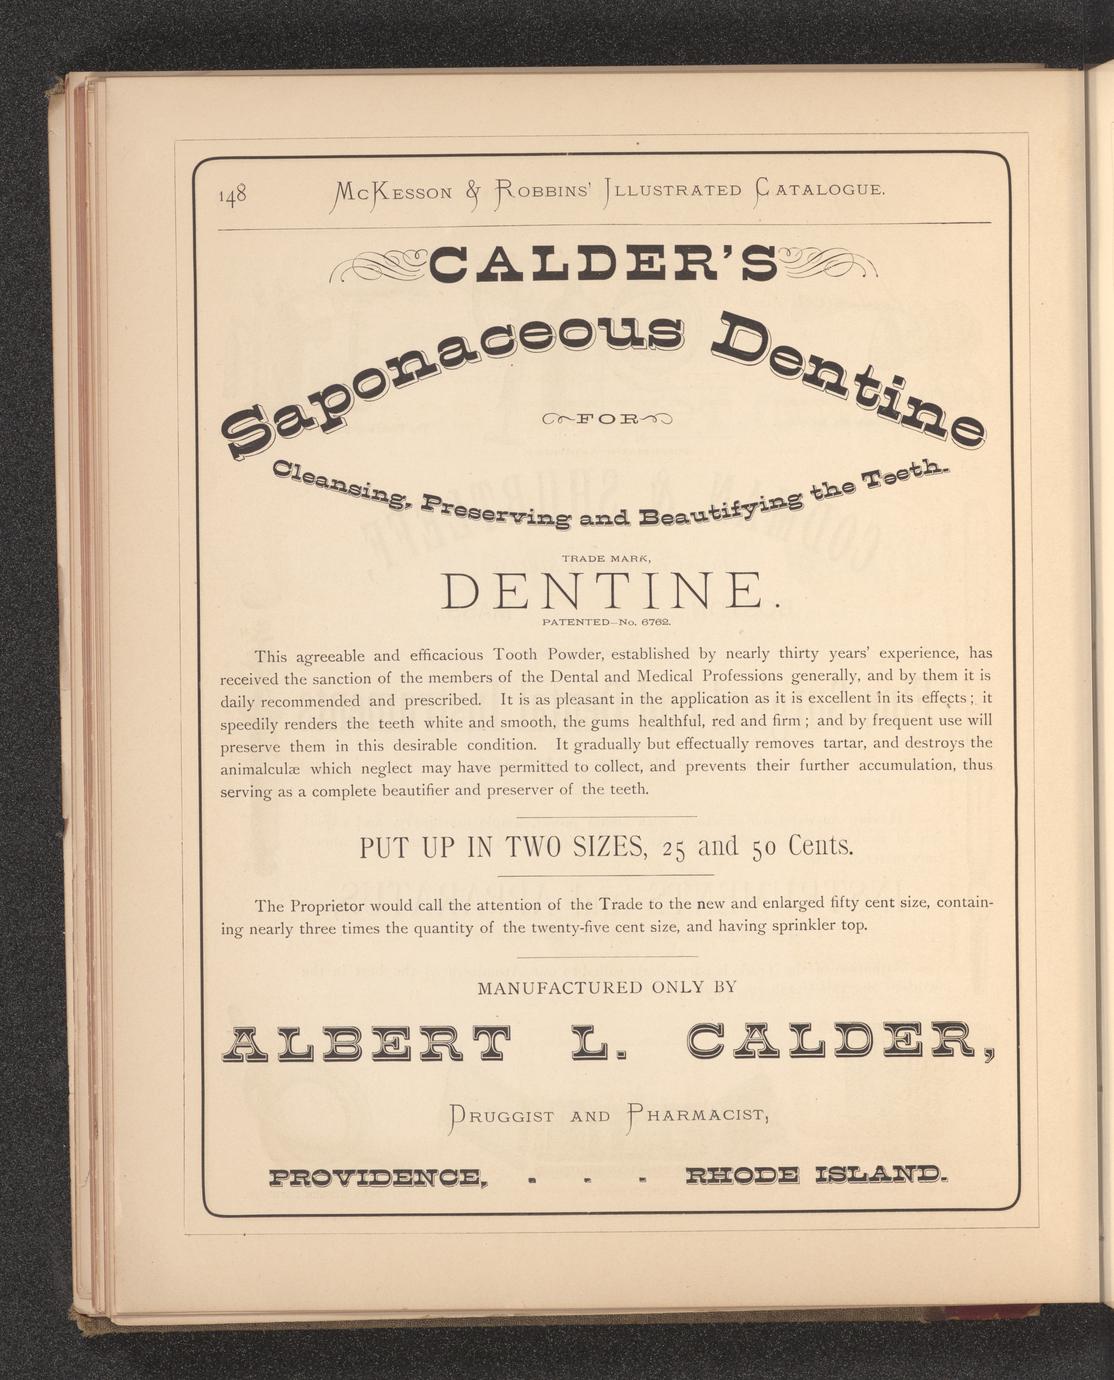 148 McKesson & Robbins' Illustrated Catalogue.
CALDER'S
Saponaceous Dentine
FOR
Cleansing, Preserving and Beautifying the Teeth.
TRADE MARK,
DENTINE.
PATENTED—No. 6762.
This agreeable and efficacious Tooth Powder, established by nearly thirty years' experience, has
received the sanction of the members of the Dental and Medical Professions generally, and by them it is
daily recommended and prescribed. It is as pleasant in the application as it is excellent in its effects; it
speedily renders the teeth white and smooth, the gums healthful, red and firm; and by frequent use will
preserve them in this desirable condition. It gradually but effectually removes tartar, and destroys the
animalculæ which neglect may have permitted to collect, and prevents their further accumulation, thus
serving as a complete beautifier and preserver of the teeth.
PUT UP IN TWO SIZES, 25 and 50 Cents.
The Proprietor would call the attention of the Trade to the new and enlarged fifty cent size, contain-
ing nearly three times the quantity of the twenty-five cent size, and having sprinkler top.
MANUFACTURED ONLY BY
ALBERT L. CALDER,
Druggist and Pharmacist,
PROVIDENCE, - - - RHODE ISLAND.